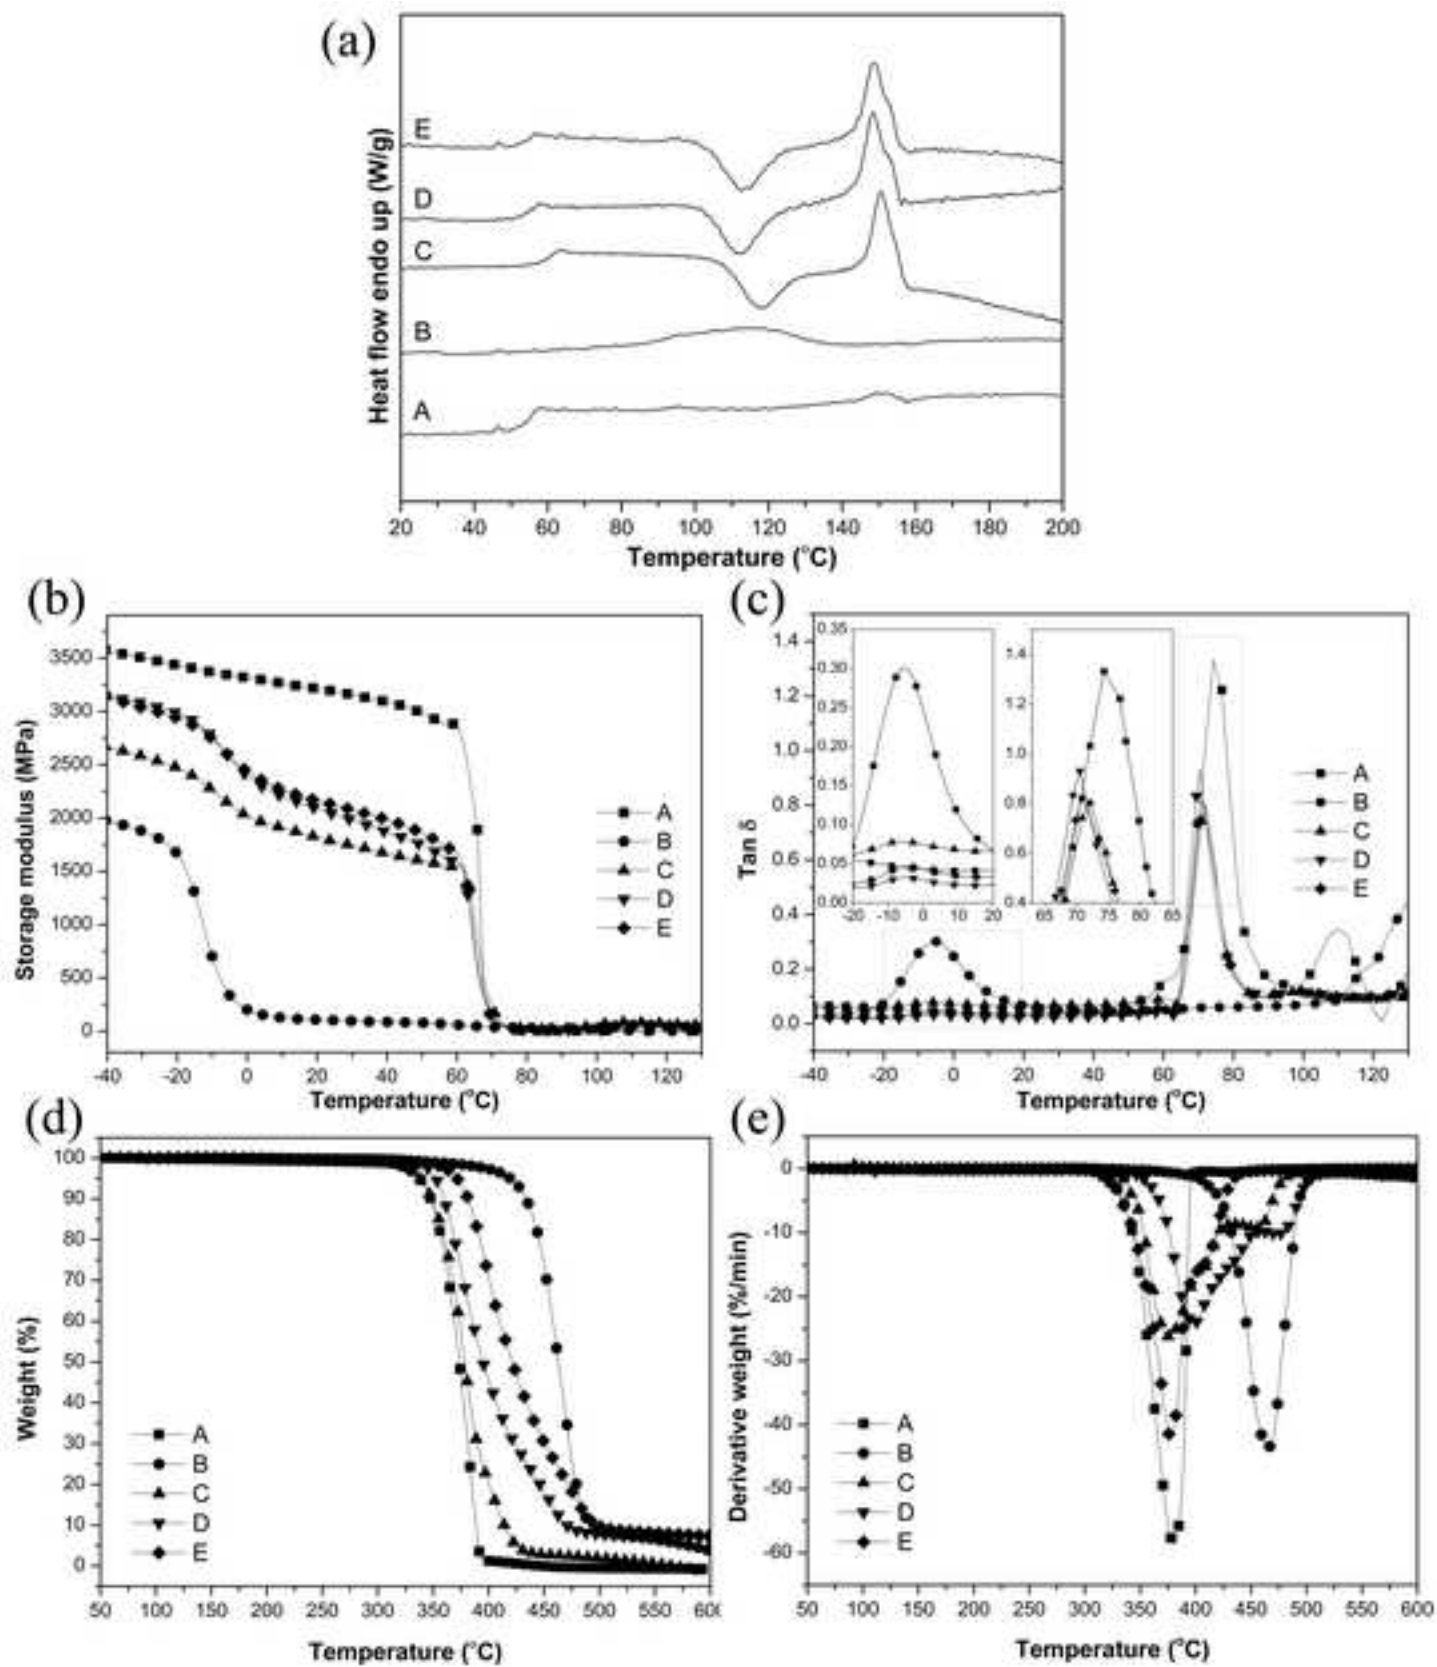 (a)
Heat flow endo up (W/g)
E
D
C
B
A
20 40 60 80 100 120 140 160 180 200
Temperature (°C)
(b)
Storage modulus (MPa)
3500
3000
2500
2000
1500
1000
500
0
A
B
C
D
E
-40 -20 0 20 40 60 80 100 120
Temperature (°C)
(c)
Tan δ
1.4
1.2
1.0
0.8
0.6
0.4
0.2
0.0
0.35
0.30
0.25
0.20
0.15
0.10
0.05
0.00
-20 -10 0 10 20
1.4
1.2
1.0
0.8
0.6
0.4
65 70 75 80 85
A
B
C
D
E
-40 -20 0 20 40 60 80 100 120
Temperature (°C)
(d)
Weight (%)
100
90
80
70
60
50
40
30
20
10
0
A
B
C
D
E
50 100 150 200 250 300 350 400 450 500 550 600
Temperature (°C)
(e)
Derivative weight (%/min)
0
-10
-20
-30
-40
-50
-60
A
B
C
D
E
50 100 150 200 250 300 350 400 450 500 550 600
Temperature (°C)